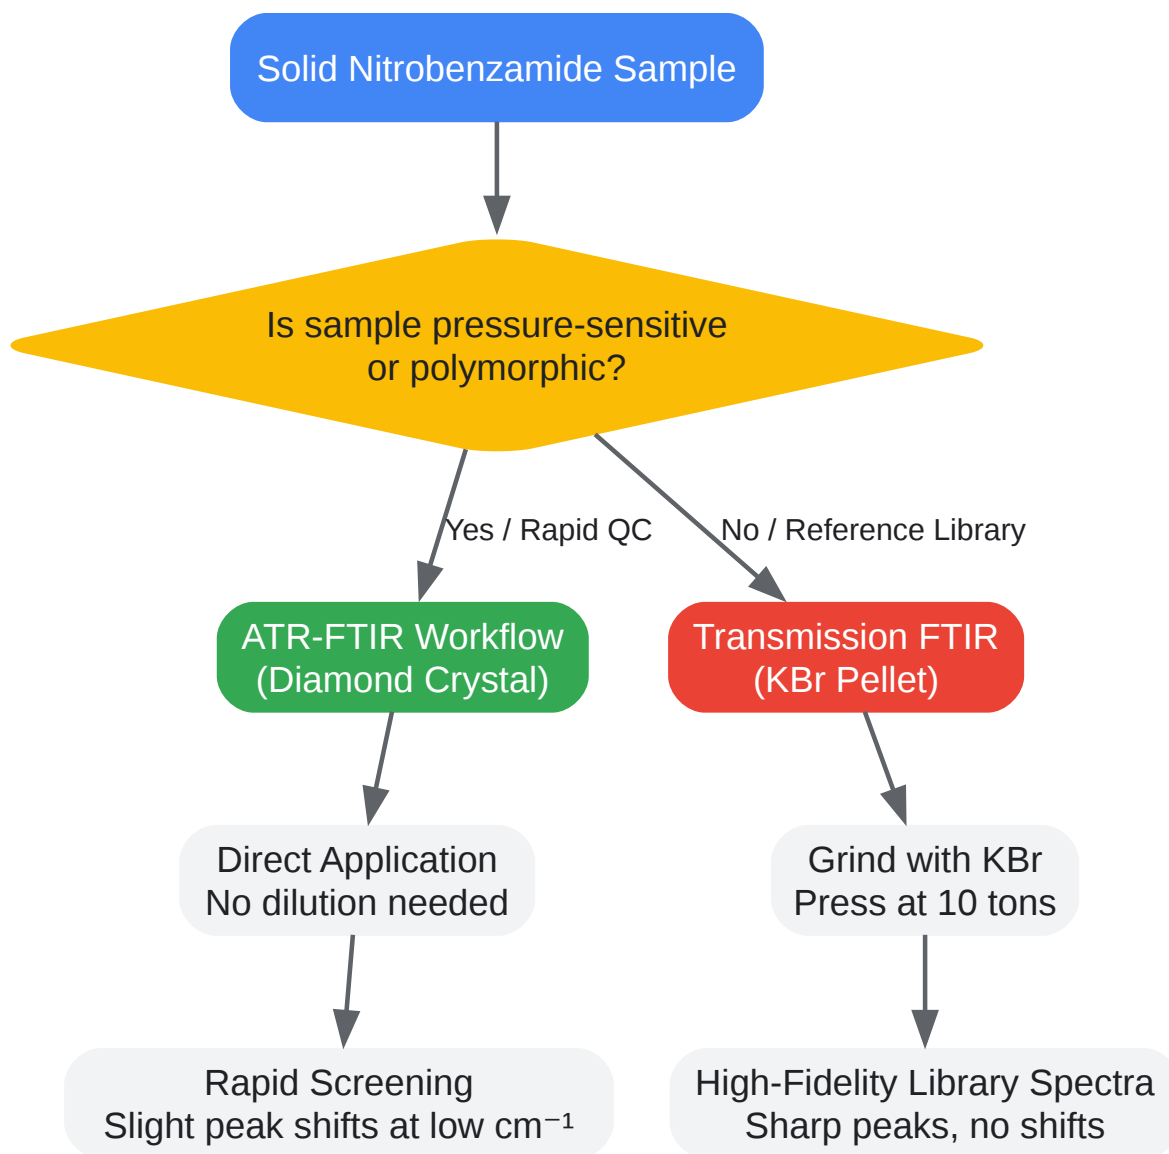 Solid Nitrobenzamide Sample
Is sample pressure-sensitive
or polymorphic?
Yes / Rapid QC
No / Reference Library
ATR-FTIR Workflow
(Diamond Crystal)
Transmission FTIR
(KBr Pellet)
Direct Application
No dilution needed
Grind with KBr
Press at 10 tons
Rapid Screening
Slight peak shifts at low cm⁻¹
High-Fidelity Library Spectra
Sharp peaks, no shifts